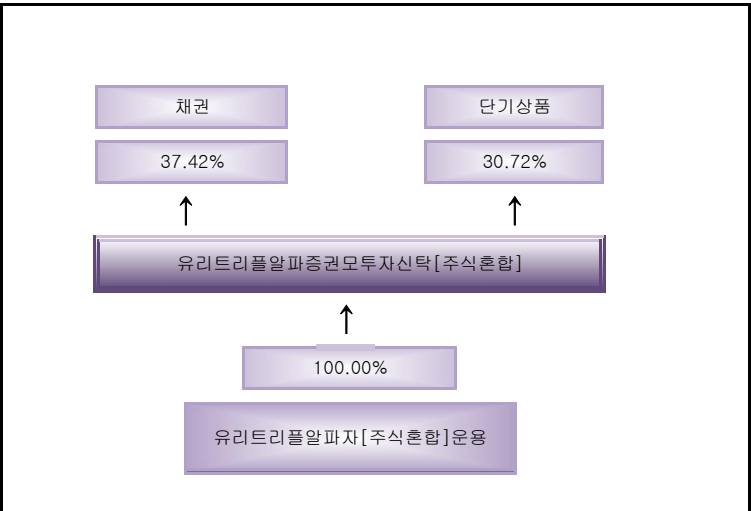 채권
단기상품
37.42%
30.72%
유리트리플알파증권모투자신탁[주식혼합]
100.00%
유리트리플알파자[주식혼합]운용